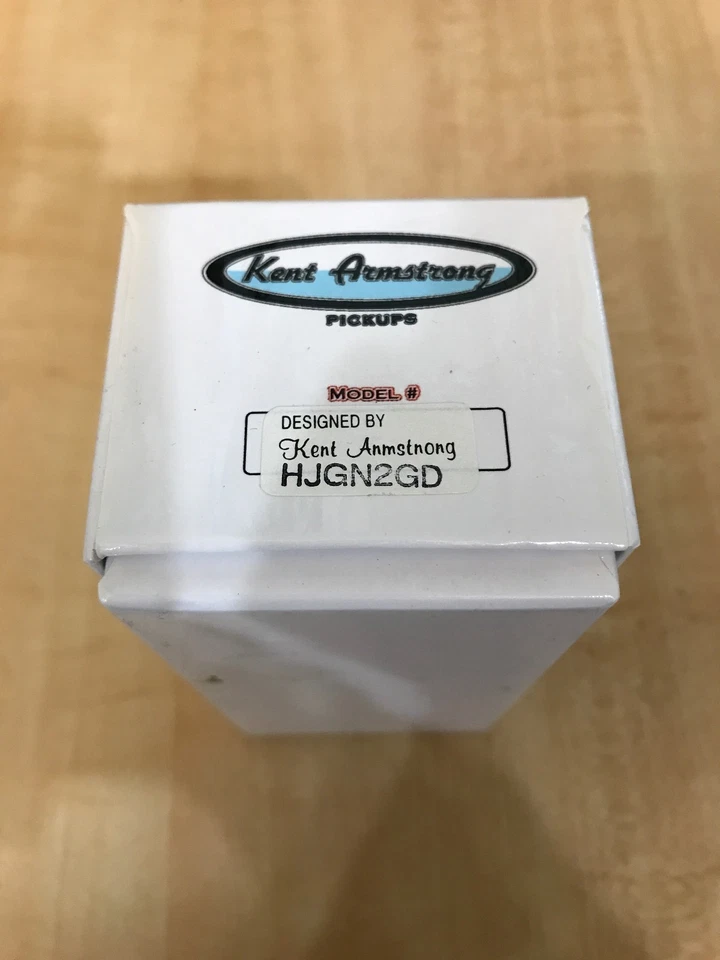 Kent Armstrong
PICKUPS
MODEL #
DESIGNED BY
Kent Armstrong
HJGN2GD